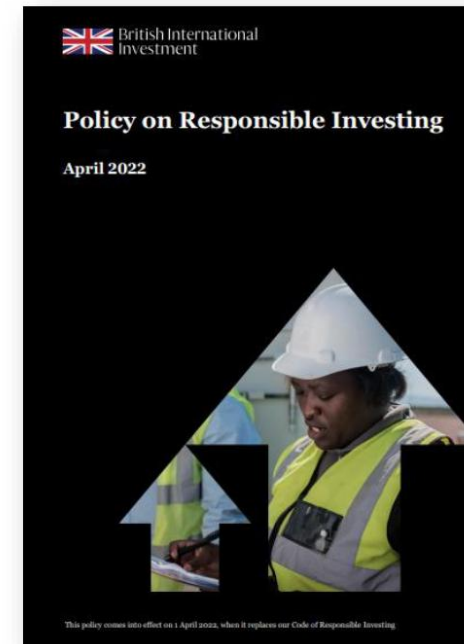 British International
Investment
Policy on Responsible Investing
April 2022
This policy comes into effect on 1 April 2022, when it replaces our Code of Responsible Investing